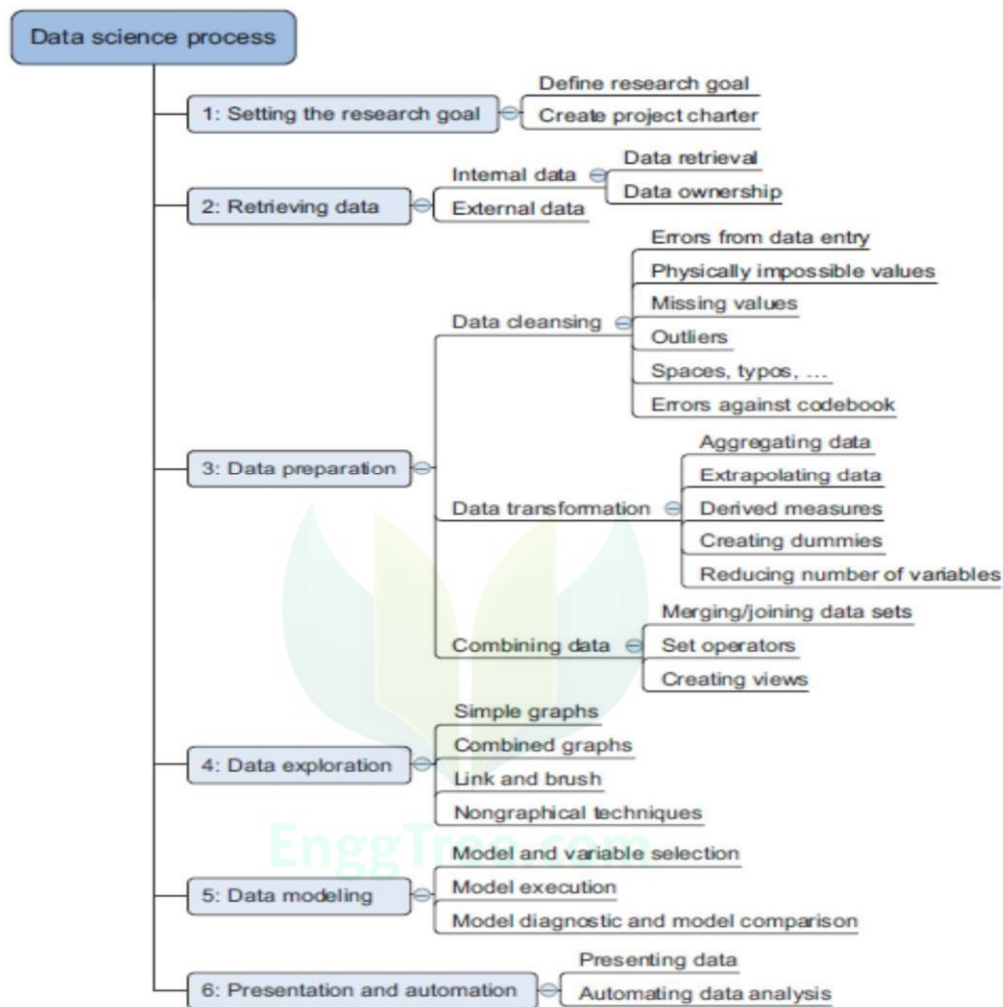 Data science process
1: Setting the research goal
Define research goal
Create project charter
2: Retrieving data
Internal data
Data retrieval
Data ownership
External data
3: Data preparation
Data cleansing
Errors from data entry
Physically impossible values
Missing values
Outliers
Spaces, typos, ...
Errors against codebook
Data transformation
Aggregating data
Extrapolating data
Derived measures
Creating dummies
Reducing number of variables
Combining data
Merging/joining data sets
Set operators
Creating views
4: Data exploration
Simple graphs
Combined graphs
Link and brush
Nongraphical techniques
EnggTree.com
5: Data modeling
Model and variable selection
Model execution
Model diagnostic and model comparison
6: Presentation and automation
Presenting data
Automating data analysis